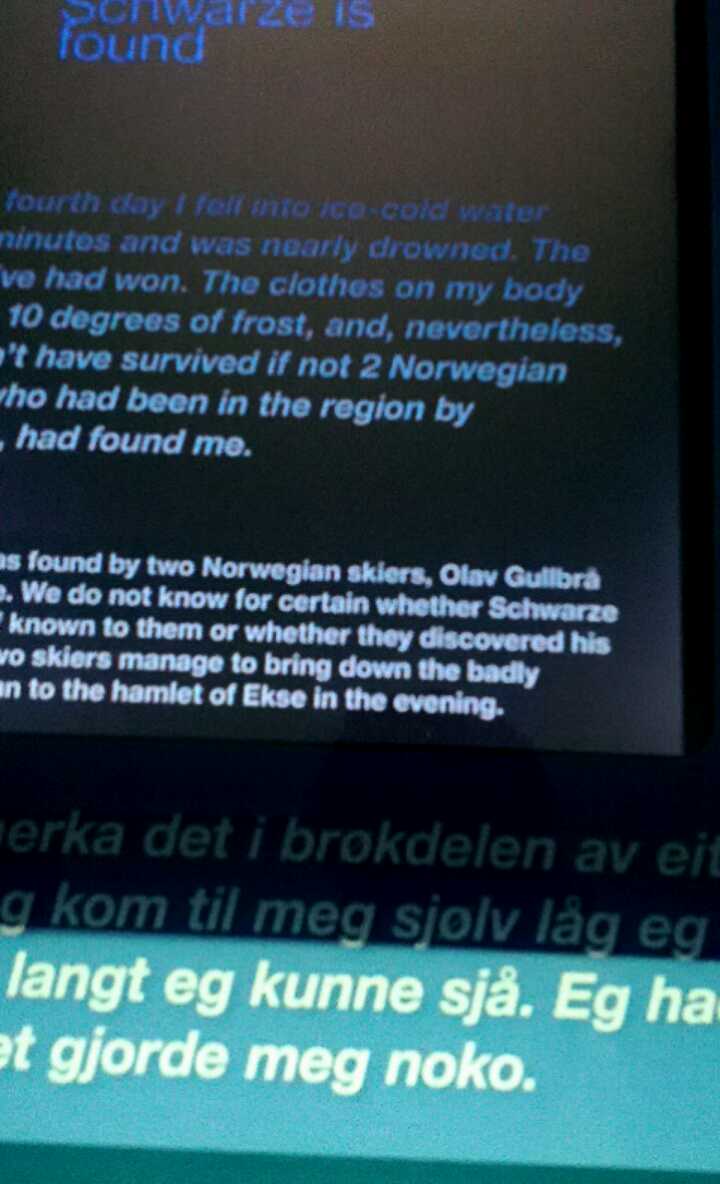 Schwarze is
found
fourth day I fell into ice-cold water
minutes and was nearly drowned. The
ve had won. The clothes on my body
10 degrees of frost, and, nevertheless,
't have survived if not 2 Norwegian
who had been in the region by
, had found me.
as found by two Norwegian skiers, Olav Gullbrå
e. We do not know for certain whether Schwarze
f known to them or whether they discovered his
wo skiers manage to bring down the badly
an to the hamlet of Ekse in the evening.
erka det i brøkdelen av eit
g kom til meg sjølv låg eg
langt eg kunne sjå. Eg ha
et gjorde meg noko.